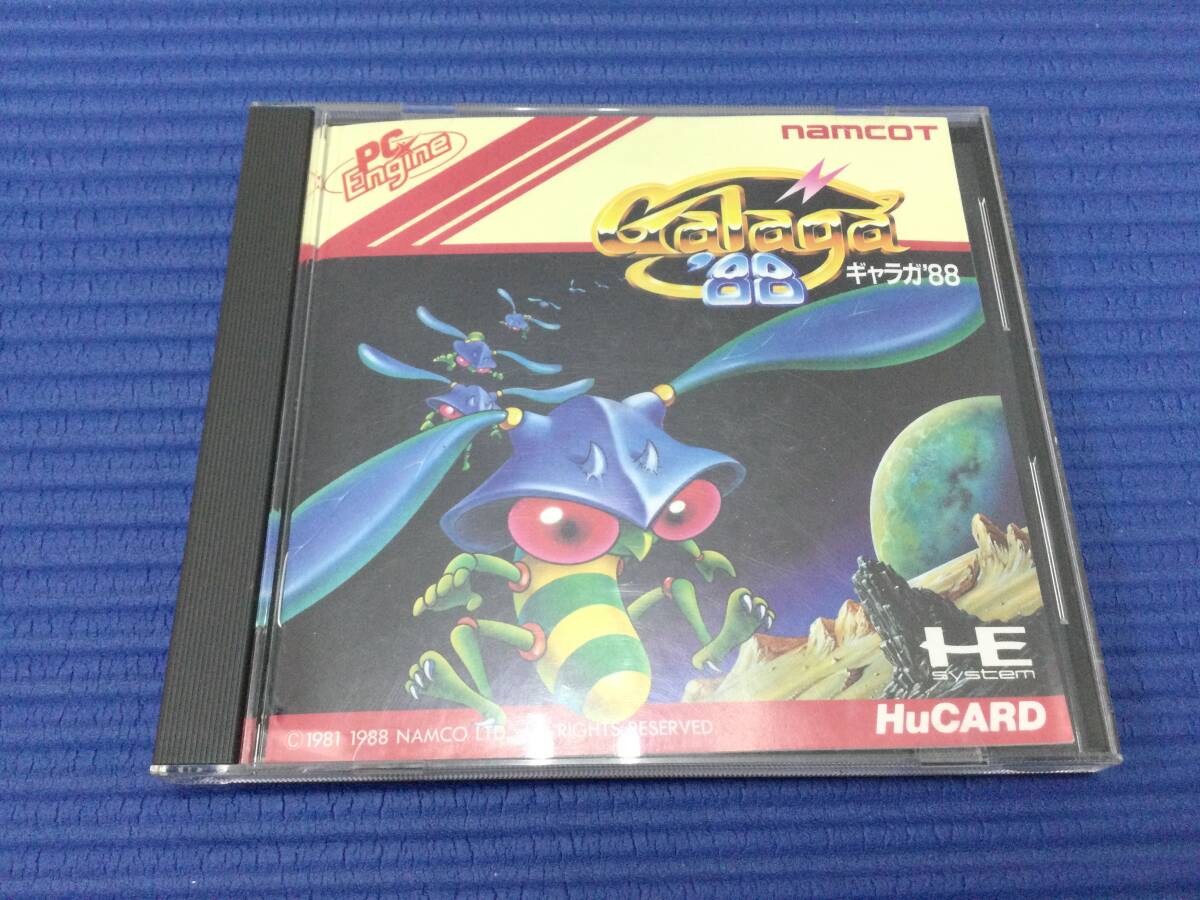 PC Engine
namcoT
Galaga '88
ギャラガ'88
HE
system
HuCARD
© 1981 1988 NAMCO LTD., ALL RIGHTS RESERVED